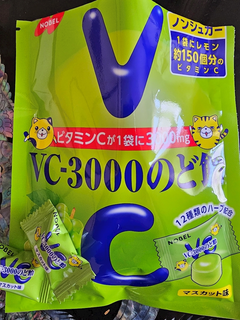 NOBEL
ノンシュガー
1袋にレモン
約150個分の
ビタミンC
V
ビタミンCが1袋に3000mg
VC-3000のど飴
C
12種類のハーブ配合
NOBEL
マスカット味